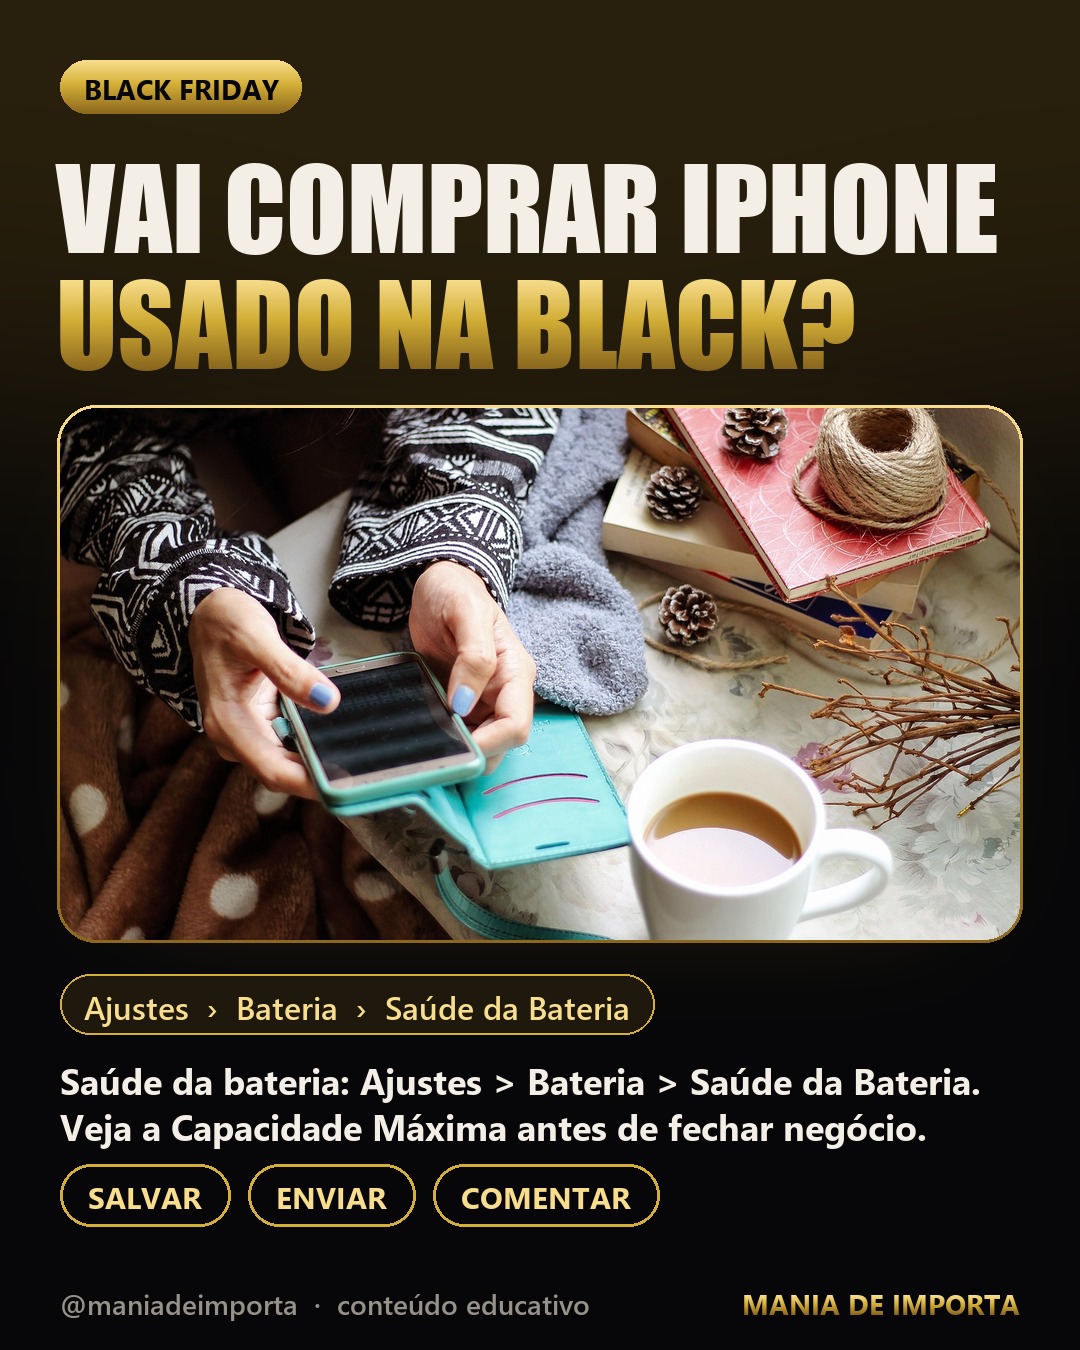 BLACK FRIDAY
VAI COMPRAR IPHONE
USADO NA BLACK?
Ajustes › Bateria › Saúde da Bateria
Saúde da bateria: Ajustes > Bateria > Saúde da Bateria.
Veja a Capacidade Máxima antes de fechar negócio.
SALVAR ENVIAR COMENTAR
@maniadeimporta · conteúdo educativo MANIA DE IMPORTA